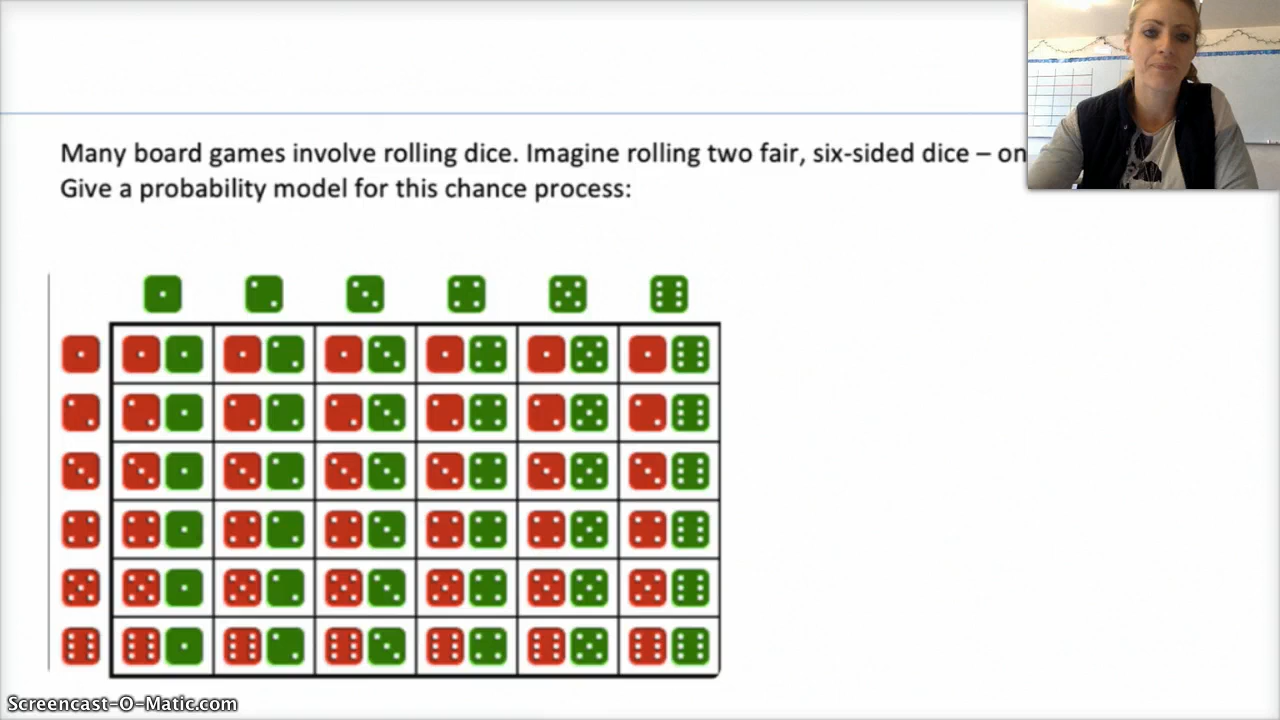 Many board games involve rolling dice. Imagine rolling two fair, six-sided dice – on
Give a probability model for this chance process:
Screencast-O-Matic.com